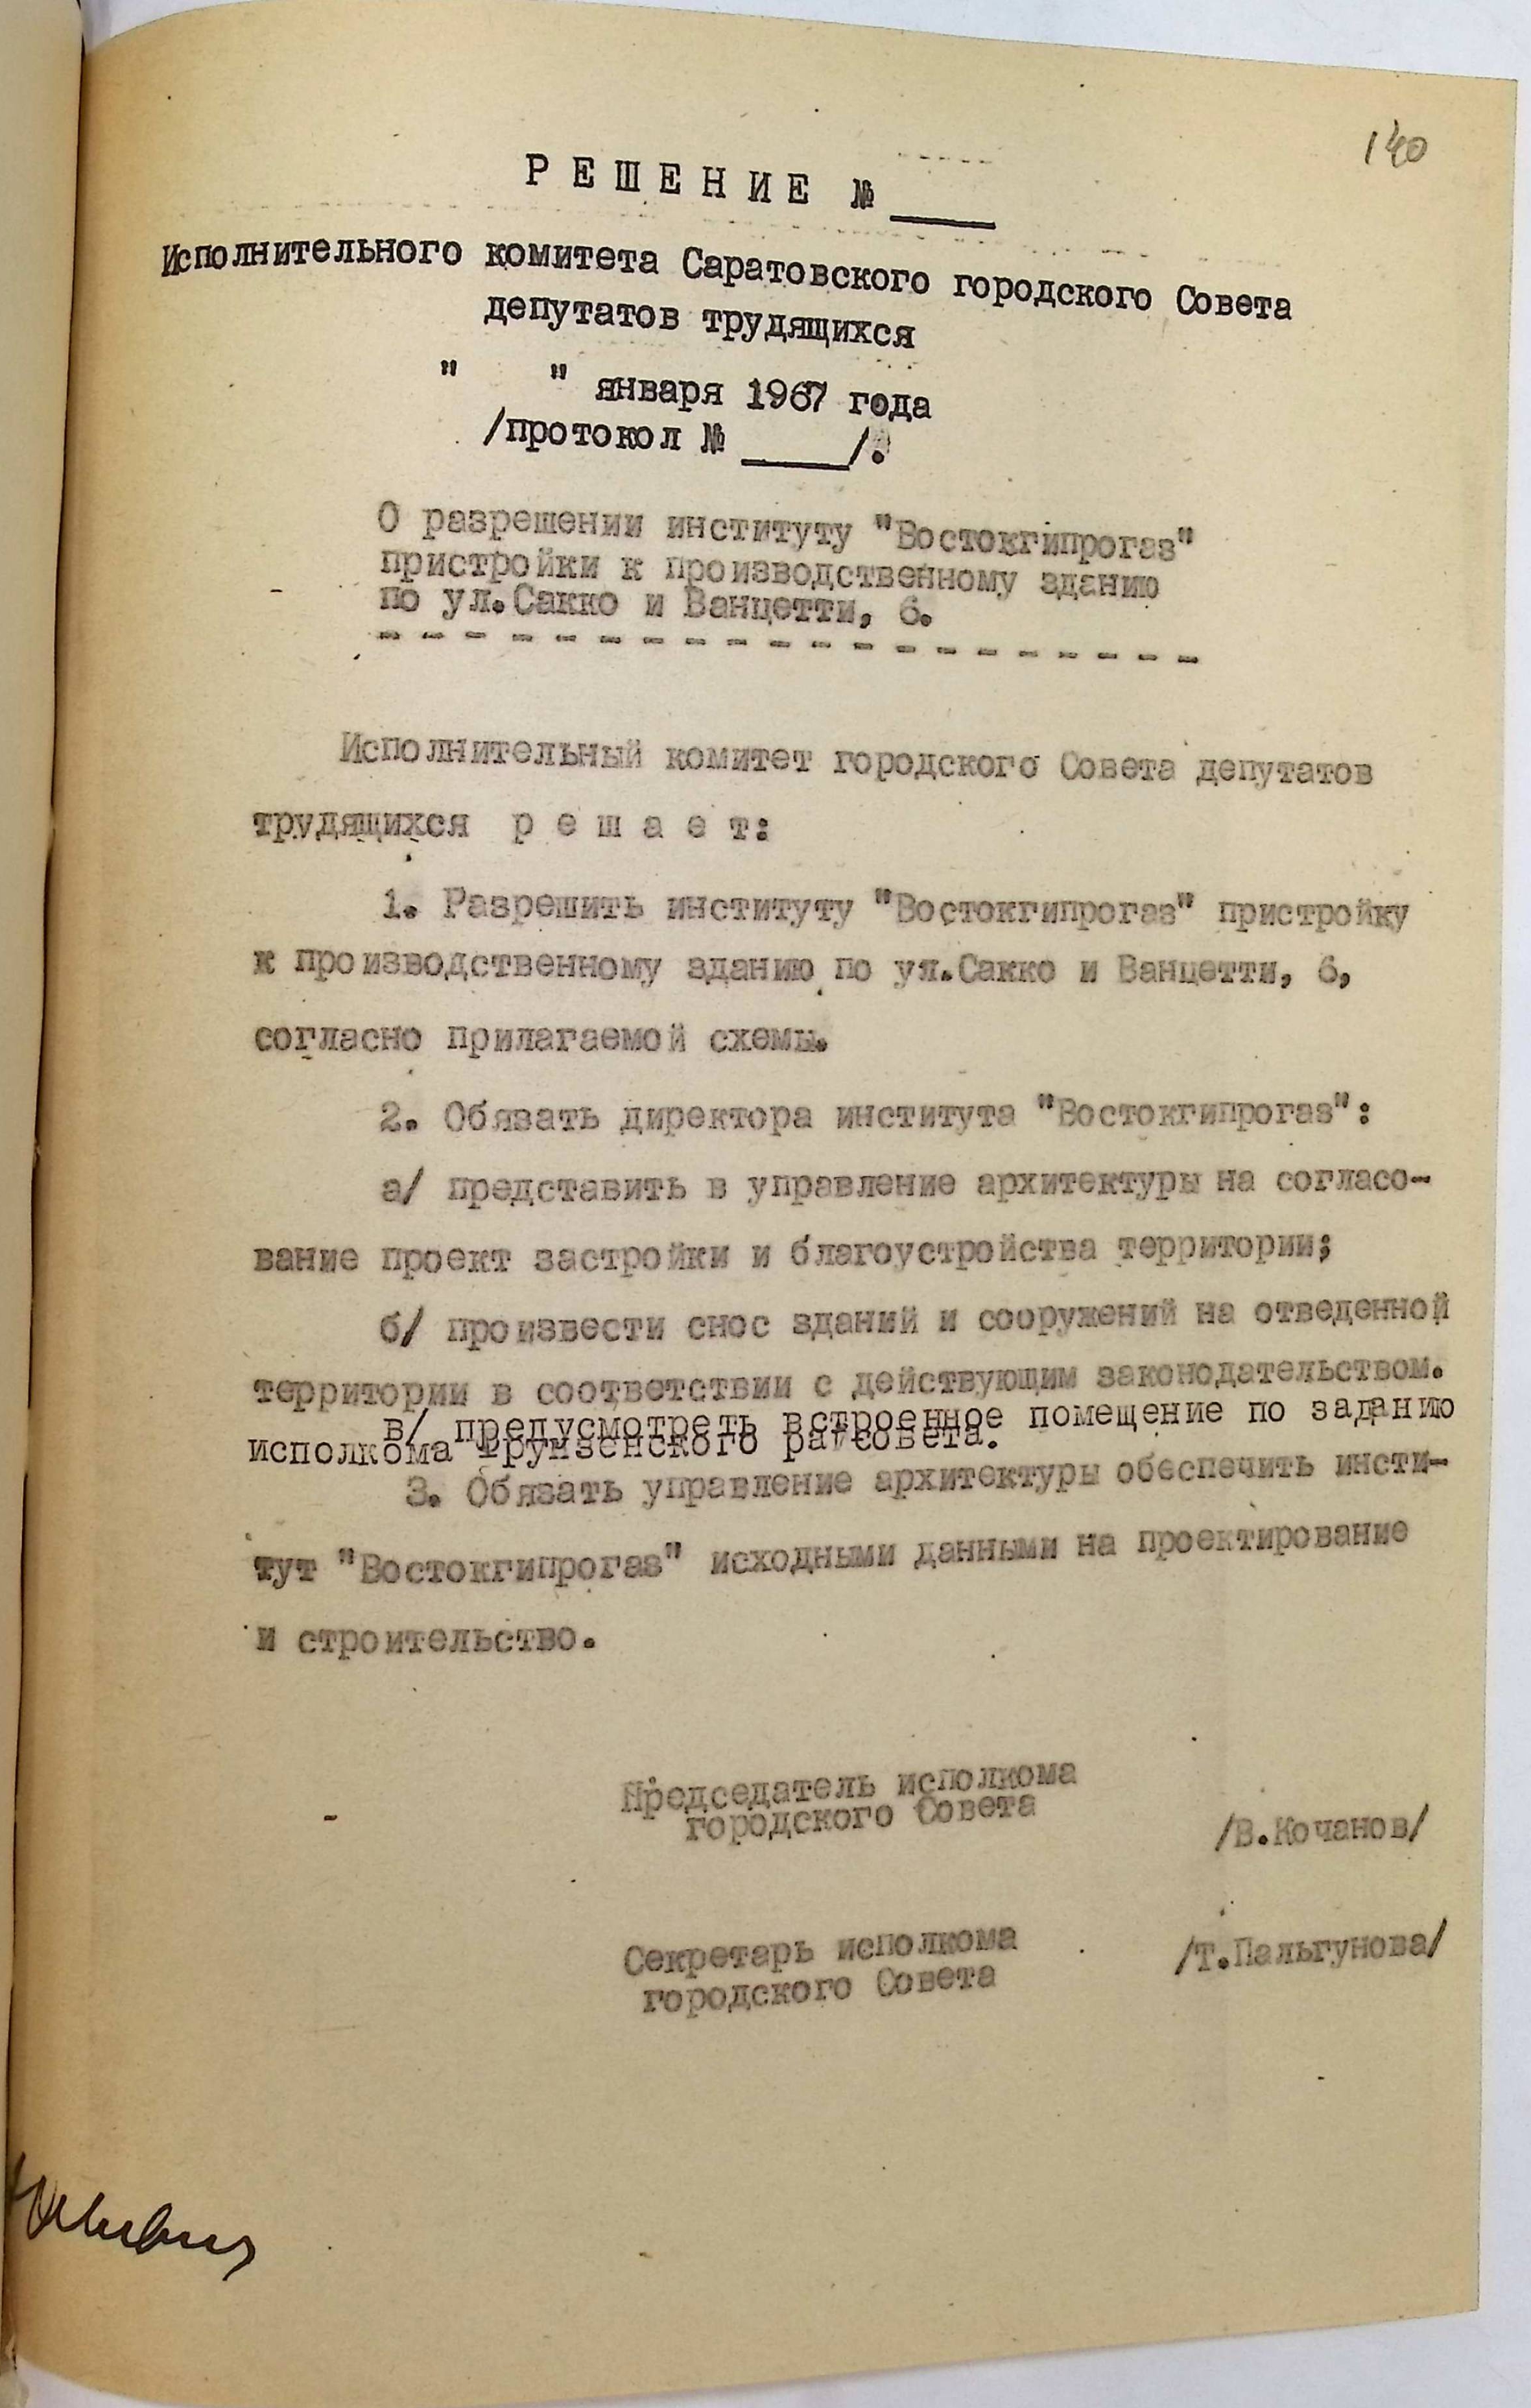 140
Р Е Ш Е Н И Е № ____
Исполнительного комитета Саратовского городского Совета
депутатов трудящихся
" " января 1967 года
/протокол № ____/.
О разрешении институту "Востокгипрогаз"
пристройки к производственному зданию
по ул.Сакко и Ванцетти, 6.
- - - - - - - - - - - - - - - - - - - -
Исполнительный комитет городского Совета депутатов
трудящихся р е ш а е т:
1. Разрешить институту "Востокгипрогаз" пристройку
к производственному зданию по ул.Сакко и Ванцетти, 6,
согласно прилагаемой схемы.
2. Обязать директора института "Востокгипрогаз":
а/ представить в управление архитектуры на согласо-
вание проект застройки и благоустройства территории;
б/ произвести снос зданий и сооружений на отведенной
территории в соответствии с действующим законодательством.
в/ предусмотреть встроенное помещение по заданию
исполкома Фрунзенского райсовета.
3. Обязать управление архитектуры обеспечить инсти-
тут "Востокгипрогаз" исходными данными на проектирование
и строительство.
Председатель исполкома
городского Совета
/В.Кочанов/
Секретарь исполкома
городского Совета
/Т.Пальгунова/